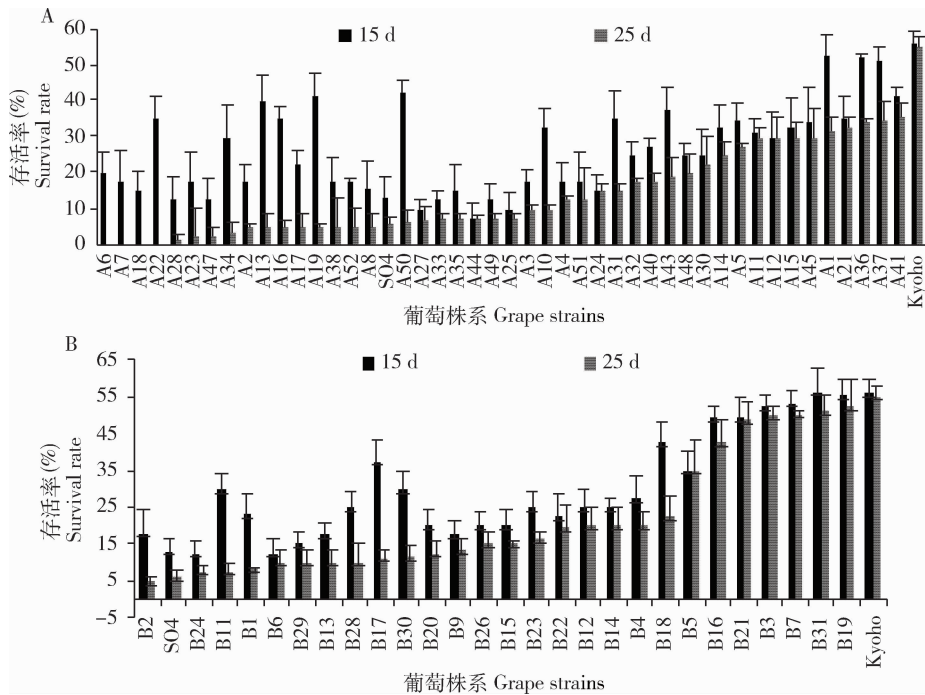 A
60
50
40
30
20
10
0
存活率(%)
Survival rate
15 d
25 d
A6 A7 A18 A22 A28 A23 A47 A34 A2 A13 A16 A17 A19 A38 A52 A8 SO4 A50 A27 A33 A35 A44 A49 A25 A3 A10 A4 A51 A24 A31 A32 A40 A43 A48 A30 A14 A5 A11 A12 A15 A45 A1 A21 A36 A37 A41 Kyoho
葡萄株系 Grape strains
B
65
55
45
35
25
15
5
-5
存活率(%)
Survival rate
15 d
25 d
B2 SO4 B24 B11 B1 B6 B29 B13 B28 B17 B30 B20 B9 B26 B15 B23 B22 B12 B14 B4 B18 B5 B16 B21 B3 B7 B31 B19 Kyoho
葡萄株系 Grape strains